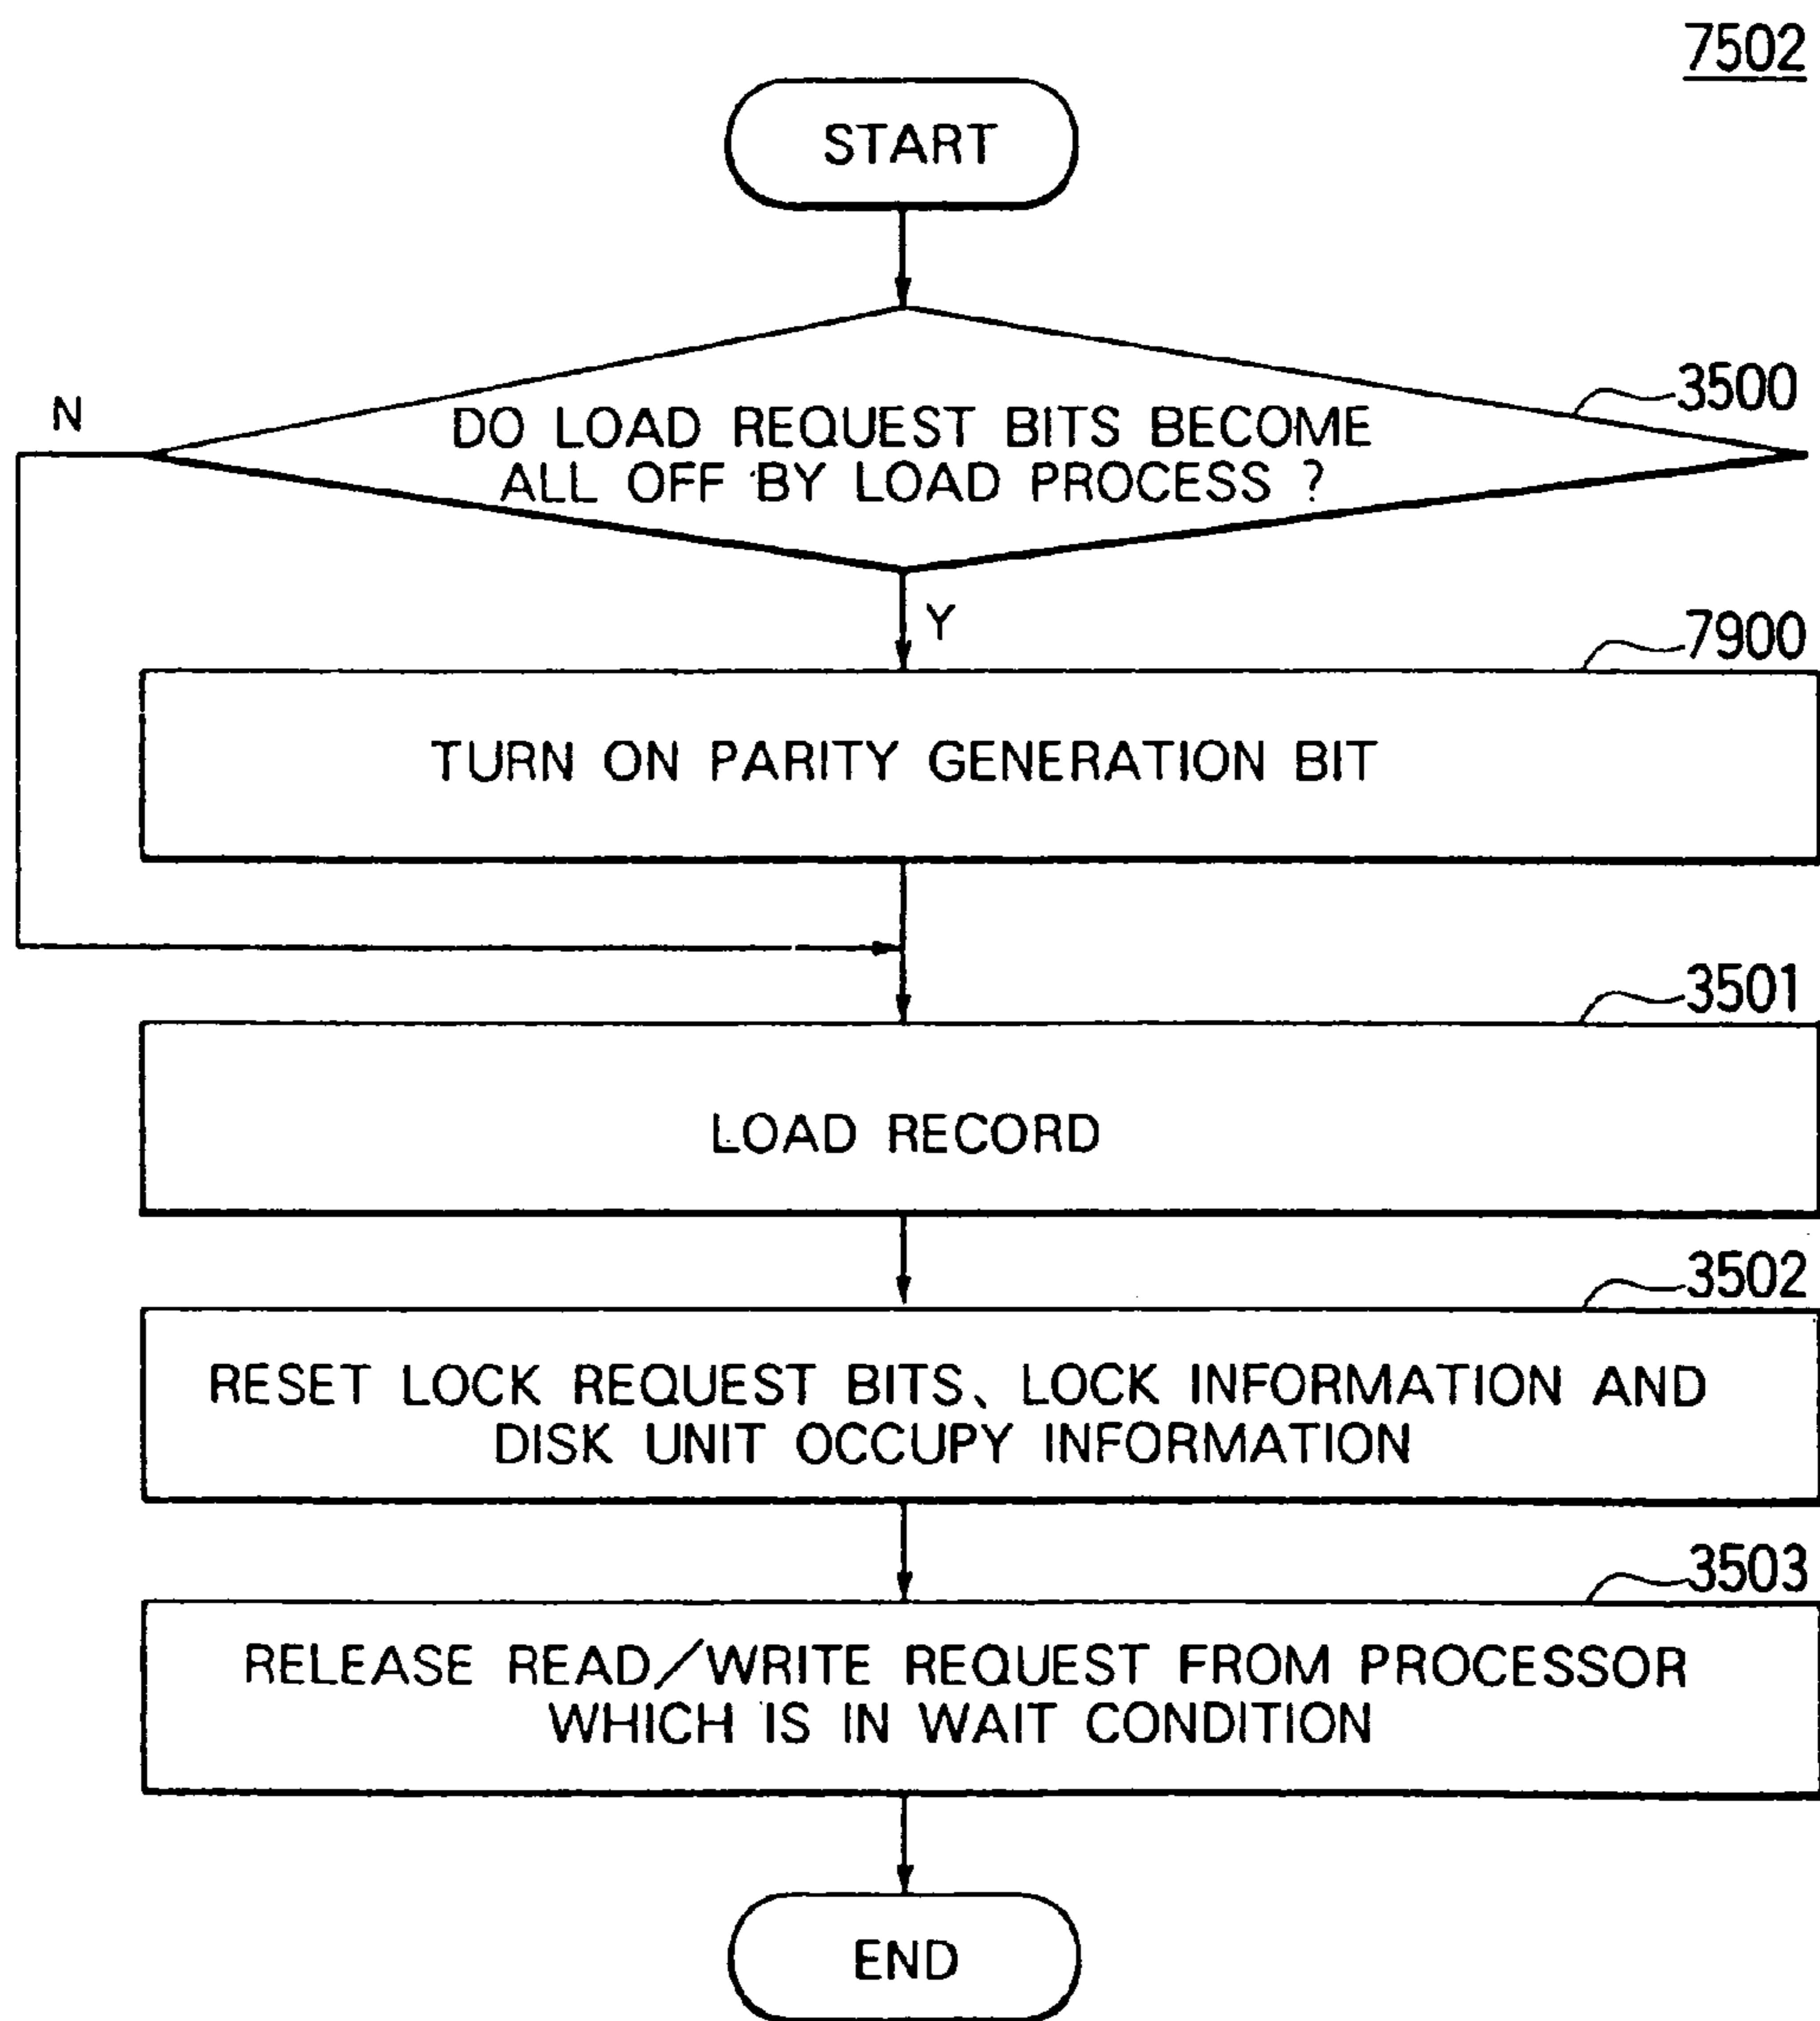 7502
START
3500
N
DO LOAD REQUEST BITS BECOME
ALL OFF BY LOAD PROCESS ?
Y
7900
TURN ON PARITY GENERATION BIT
3501
LOAD RECORD
3502
RESET LOCK REQUEST BITS、LOCK INFORMATION AND
DISK UNIT OCCUPY INFORMATION
3503
RELEASE READ/WRITE REQUEST FROM PROCESSOR
WHICH IS IN WAIT CONDITION
END